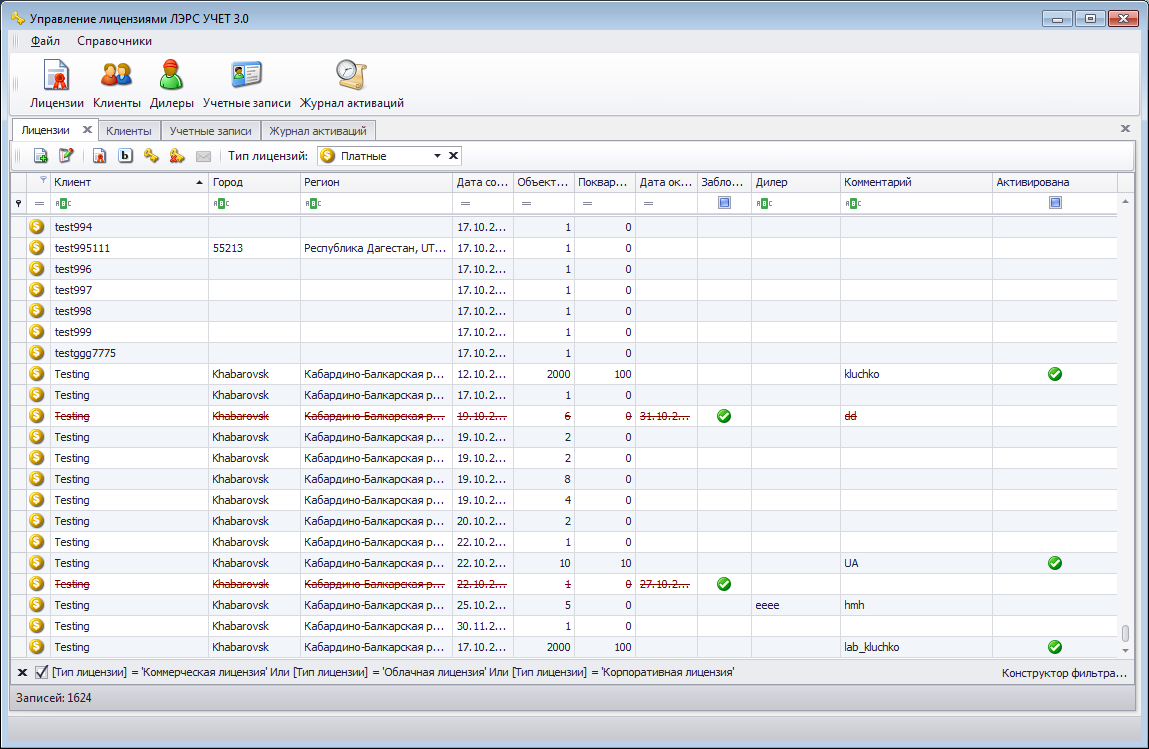 Управление лицензиями ЛЭРС УЧЕТ 3.0
Файл Справочники
Лицензии Клиенты Дилеры Учетные записи Журнал активаций
Лицензии Клиенты Учетные записи Журнал активаций
b Тип лицензий: Платные
Клиент Город Регион Дата со... Объект... Поквар... Дата ок... Забло... Дилер Комментарий Активирована
test994 17.10.2... 1 0
test995111 55213 Республика Дагестан, UT... 17.10.2... 1 0
test996 17.10.2... 1 0
test997 17.10.2... 1 0
test998 17.10.2... 1 0
test999 17.10.2... 1 0
testggg7775 17.10.2... 1 0
Testing Khabarovsk Кабардино-Балкарская р... 12.10.2... 2000 100 kluchko
Testing Khabarovsk Кабардино-Балкарская р... 17.10.2... 1 0
Testing Khabarovsk Кабардино-Балкарская р... 19.10.2... 6 0 31.10.2... dd
Testing Khabarovsk Кабардино-Балкарская р... 19.10.2... 2 0
Testing Khabarovsk Кабардино-Балкарская р... 19.10.2... 2 0
Testing Khabarovsk Кабардино-Балкарская р... 19.10.2... 8 0
Testing Khabarovsk Кабардино-Балкарская р... 19.10.2... 4 0
Testing Khabarovsk Кабардино-Балкарская р... 20.10.2... 2 0
Testing Khabarovsk Кабардино-Балкарская р... 22.10.2... 1 0
Testing Khabarovsk Кабардино-Балкарская р... 22.10.2... 10 10 UA
Testing Khabarovsk Кабардино-Балкарская р... 22.10.2... 1 0 27.10.2...
Testing Khabarovsk Кабардино-Балкарская р... 25.10.2... 5 0 eeee hmh
Testing Khabarovsk Кабардино-Балкарская р... 30.11.2... 1 0
Testing Khabarovsk Кабардино-Балкарская р... 17.10.2... 2000 100 lab_kluchko
[Тип лицензии] = 'Коммерческая лицензия' Или [Тип лицензии] = 'Облачная лицензия' Или [Тип лицензии] = 'Корпоративная лицензия' Конструктор фильтра...
Записей: 1624